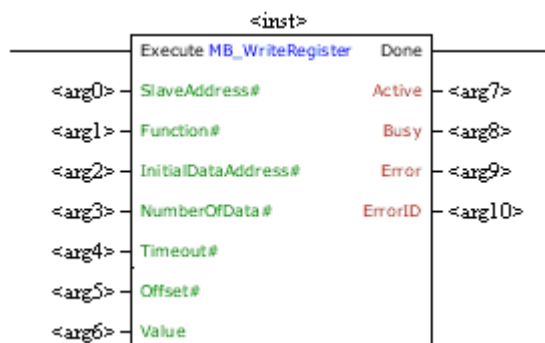 <inst>
Execute MB_WriteRegister Done
<arg0> SlaveAddress# Active <arg7>
<arg1> Function# Busy <arg8>
<arg2> InitialDataAddress# Error <arg9>
<arg3> NumberOfData# ErrorID <arg10>
<arg4> Timeout#
<arg5> Offset#
<arg6> Value